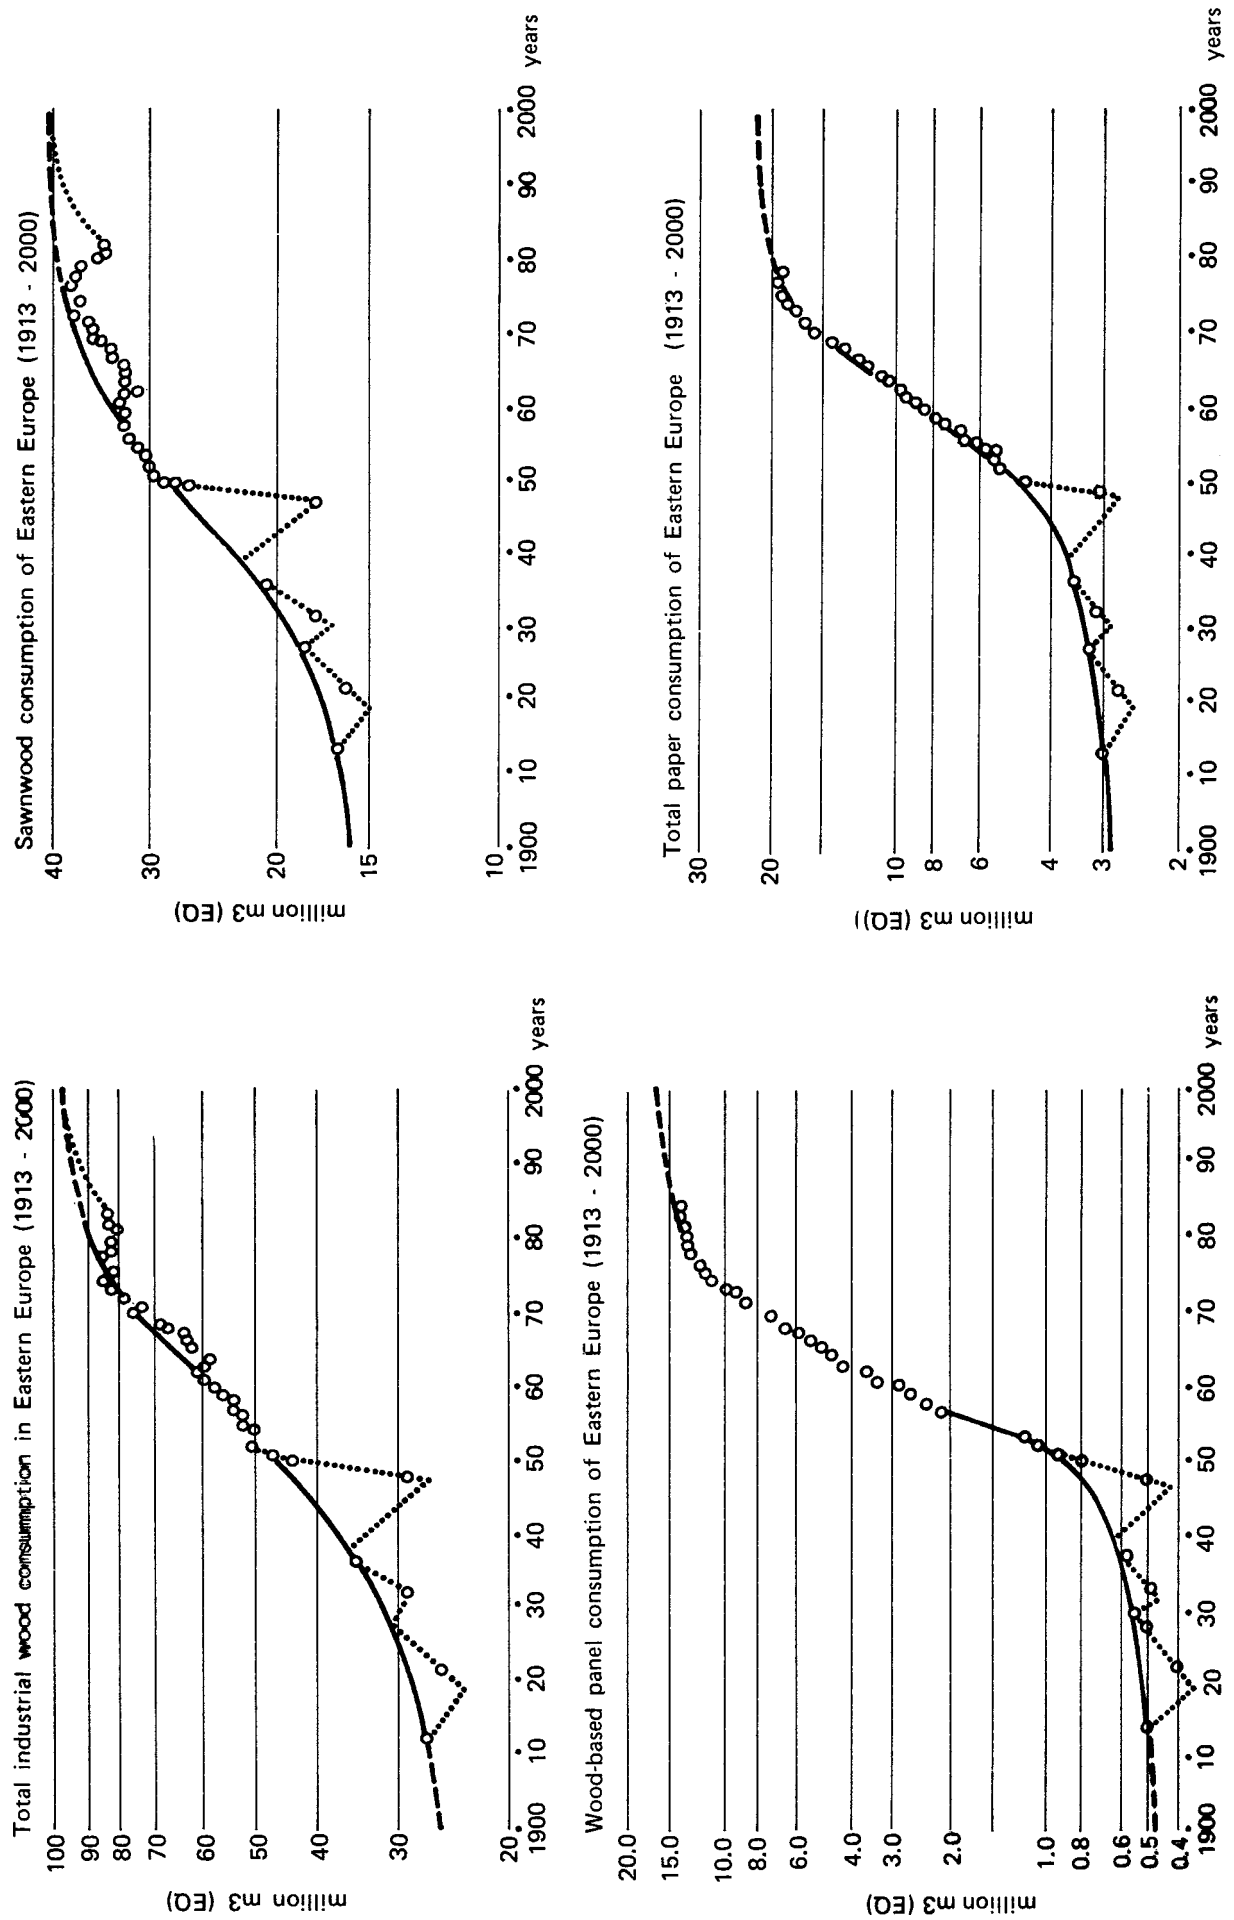 Total industrial wood consumption in Eastern Europe (1913 - 2000)
million m3 (EQ)
100
90
80
70
60
50
40
30
20
1900 10 20 30 40 50 60 70 80 90 2000 years
Sawnwood consumption of Eastern Europe (1913 - 2000)
million m3 (EQ)
40
30
20
15
10
1900 10 20 30 40 50 60 70 80 90 2000 years
Wood-based panel consumption of Eastern Europe (1913 - 2000)
million m3 (EQ)
20.0
15.0
10.0
8.0
6.0
4.0
3.0
2.0
1.0
0.8
0.6
0.5
0.4
1900 10 20 30 40 50 60 70 80 90 2000 years
Total paper consumption of Eastern Europe (1913 - 2000)
million m3 (EQ))
30
20
10
8
6
4
3
2
1900 10 20 30 40 50 60 70 80 90 2000 years